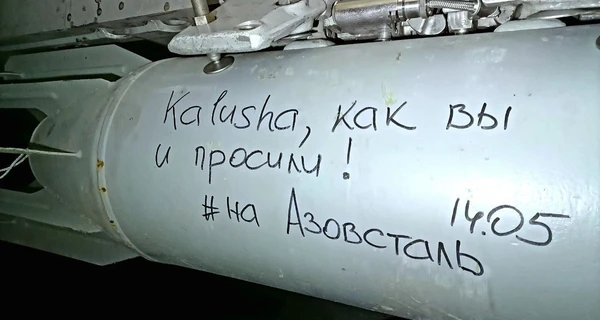 Kalusha, как вы
и просили!
#на Азовсталь
14.05